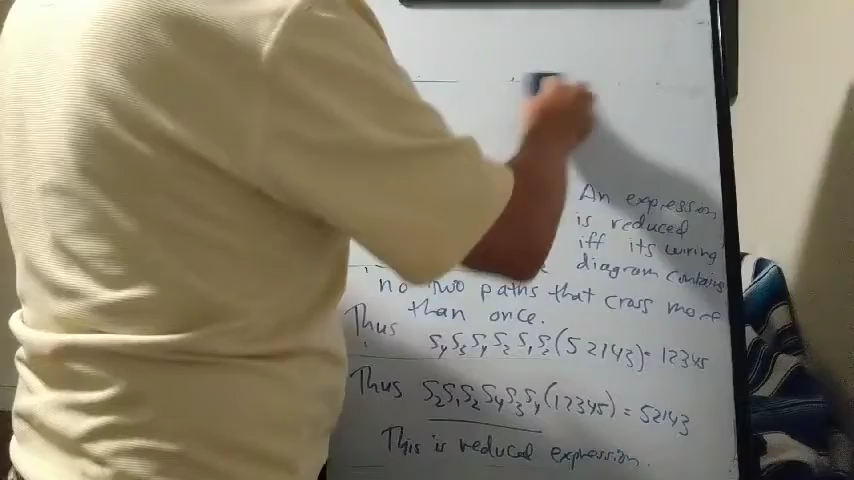 An expression
is reduced
iff its wiring
diagram contains
no two paths that cross more
than once.
Thus
S₄S₃S₄S₂S₁S₂(52143) = 12345
Thus S₂S₁S₂S₄S₃S₄(12345) = 52143
This is reduced expression.